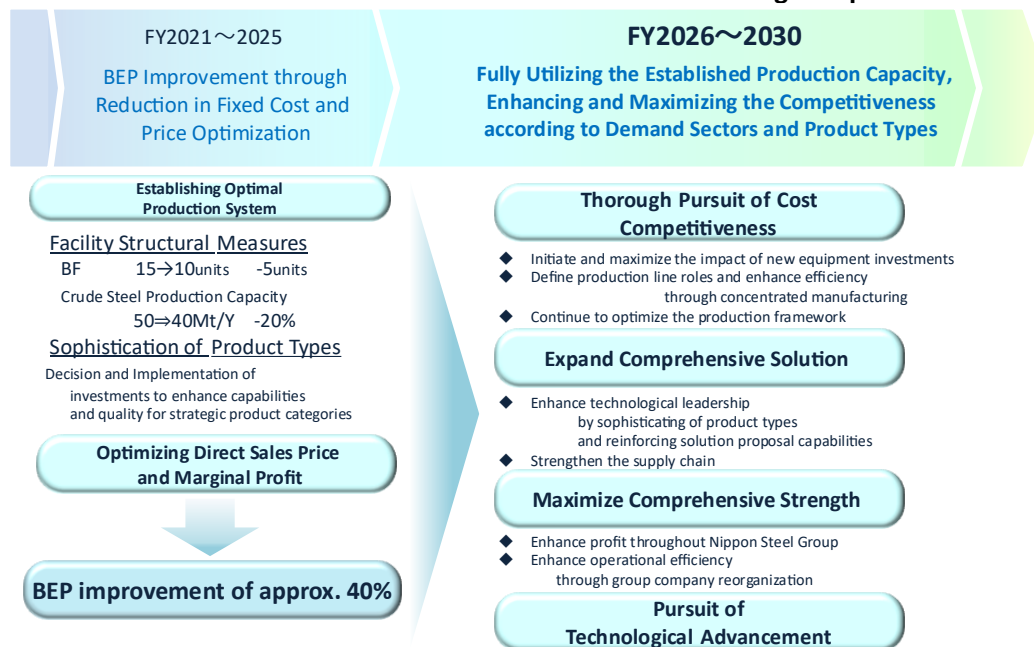 FY2021～2025
BEP Improvement through
Reduction in Fixed Cost and
Price Optimization
FY2026～2030
Fully Utilizing the Established Production Capacity,
Enhancing and Maximizing the Competitiveness
according to Demand Sectors and Product Types
Establishing Optimal
Production System
Facility Structural Measures
BF 15→10units -5units
Crude Steel Production Capacity
50⇒40Mt/Y -20%
Sophistication of Product Types
Decision and Implementation of
investments to enhance capabilities
and quality for strategic product categories
Optimizing Direct Sales Price
and Marginal Profit
BEP improvement of approx. 40%
Thorough Pursuit of Cost
Competitiveness
◆ Initiate and maximize the impact of new equipment investments
◆ Define production line roles and enhance efficiency
through concentrated manufacturing
◆ Continue to optimize the production framework
Expand Comprehensive Solution
◆ Enhance technological leadership
by sophisticating of product types
and reinforcing solution proposal capabilities
◆ Strengthen the supply chain
Maximize Comprehensive Strength
◆ Enhance profit throughout Nippon Steel Group
◆ Enhance operational efficiency
through group company reorganization
Pursuit of
Technological Advancement